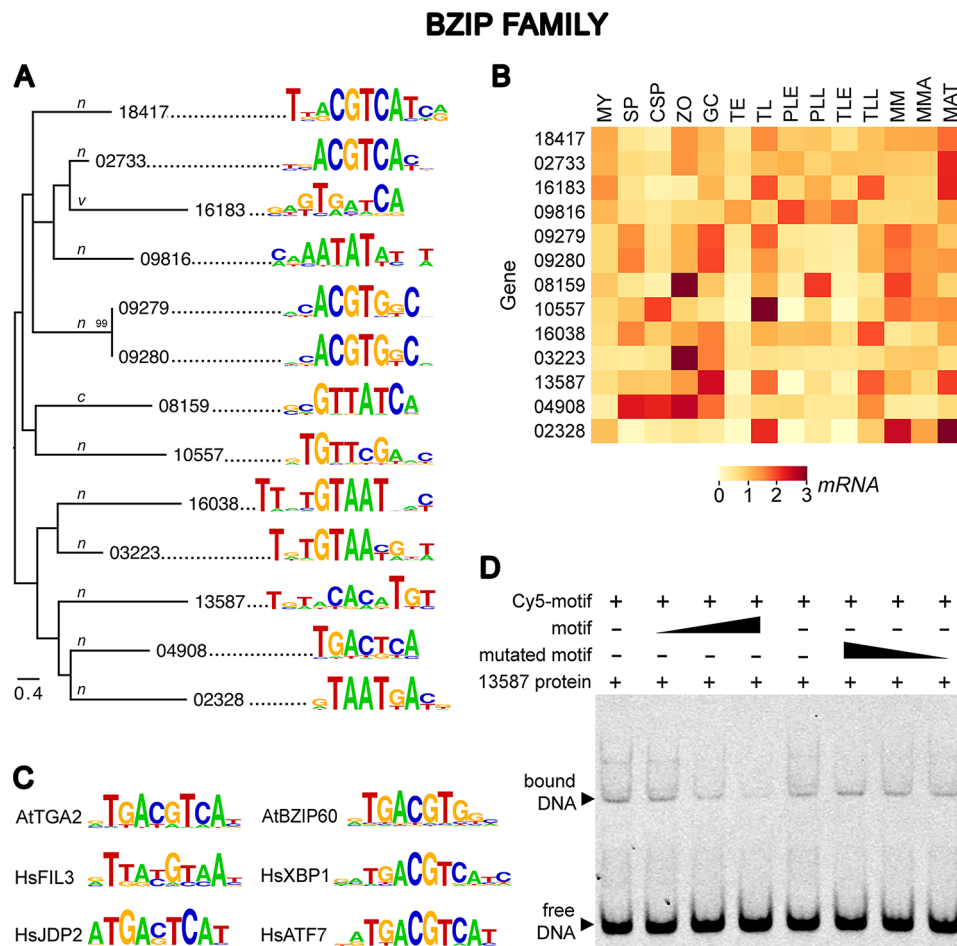 BZIP FAMILY
A
n 18417
n 02733
v 16183
n 09816
09279
n 99
09280
c 08159
n 10557
n 16038
n 03223
n 13587
n 04908
n 02328
0.4
B
MY SP CSP ZO GC TE TL PLE PLL TLE TLL MM MMA MAT
Gene
18417
02733
16183
09816
09279
09280
08159
10557
16038
03223
13587
04908
02328
0 1 2 3 mRNA
C
AtTGA2
AtBZIP60
HsFIL3
HsXBP1
HsJDP2
HsATF7
D
Cy5-motif + + + + + + + +
motif – –  – – –
mutated motif – – – – –
13587 protein + + + + + + + +
bound
DNA
free
DNA